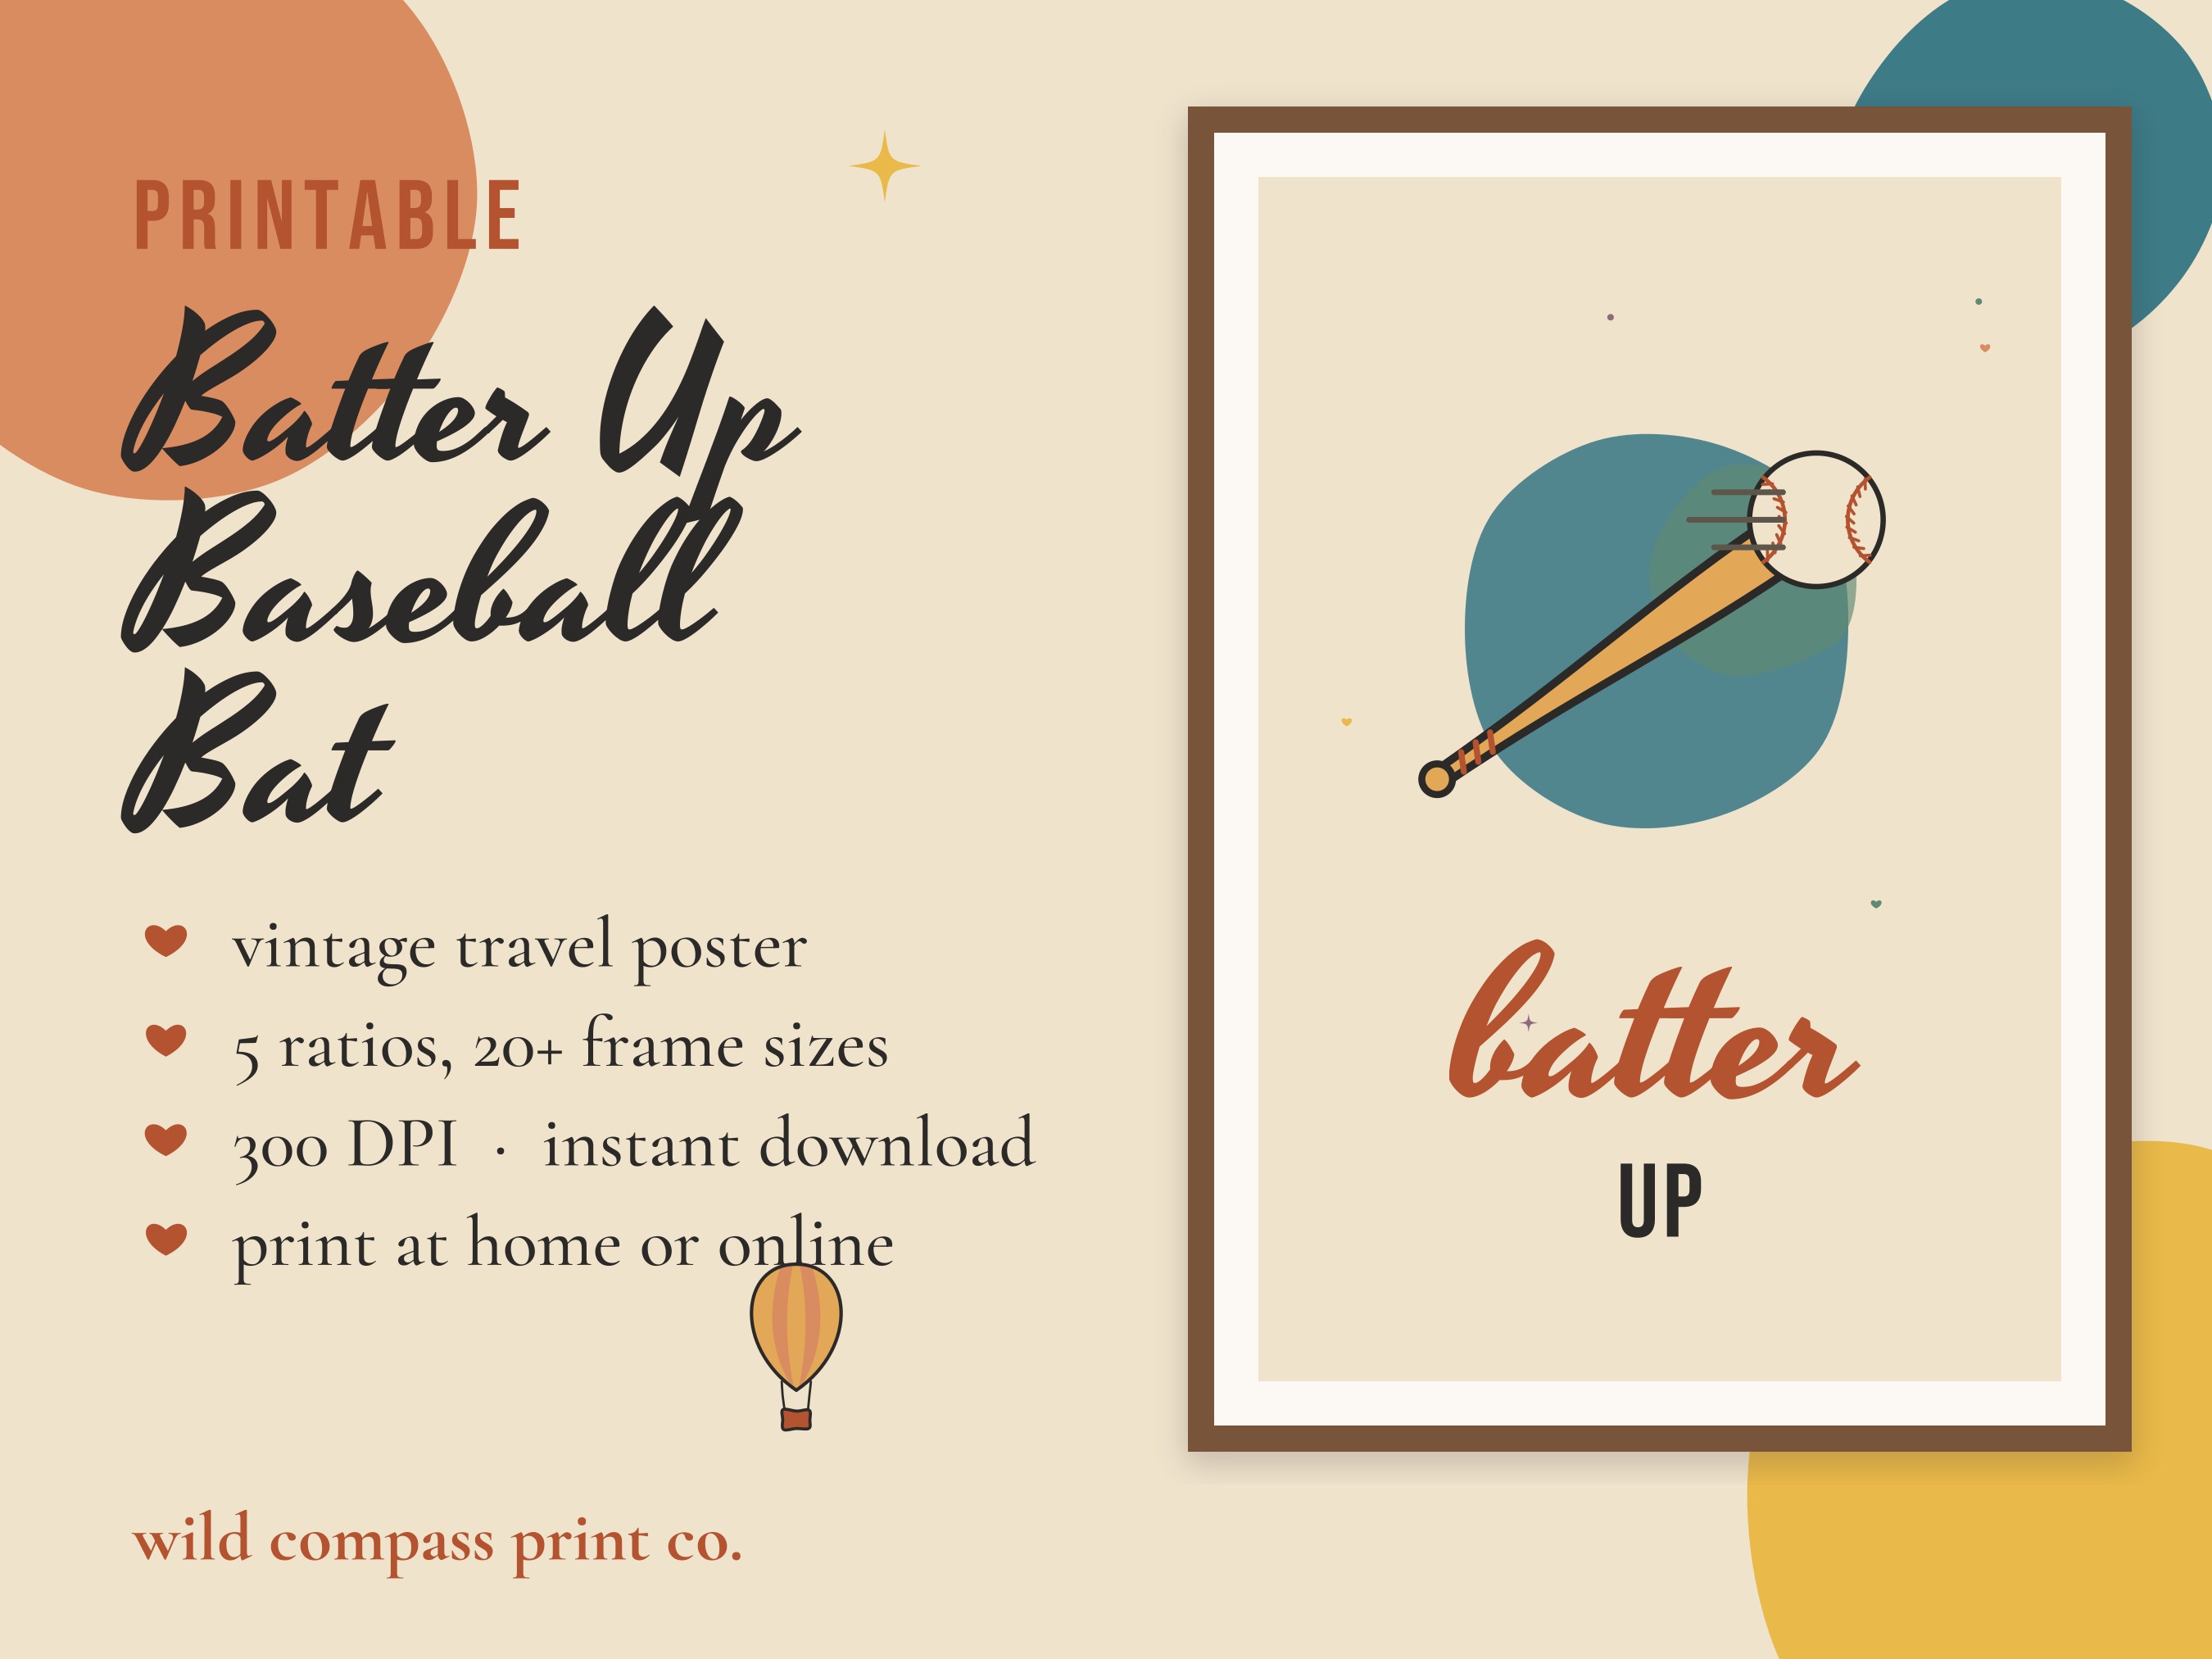 PRINTABLE
Batter Up
Baseball
Bat
vintage travel poster
5 ratios, 20+ frame sizes
300 DPI · instant download
print at home or online
wild compass print co.
batter
UP